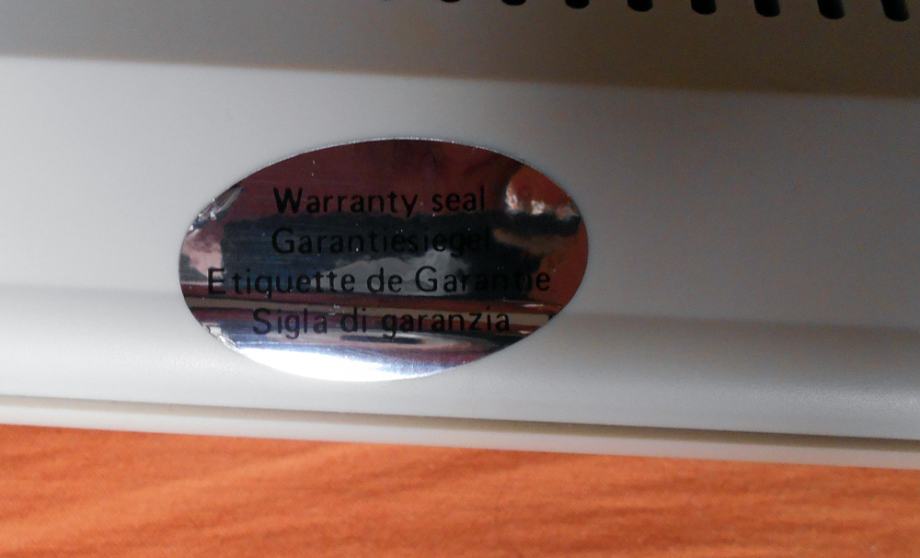 Warranty seal
Garantiesiegel
Etiquette de Garantie
Sigla di garanzia